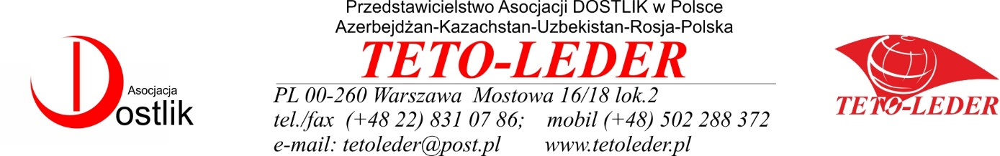 Przedstawicielstwo Asocjacji DOSTLIK w Polsce
Azerbejdżan-Kazachstan-Uzbekistan-Rosja-Polska
TETO-LEDER
Asocjacja
Dostlik
PL 00-260 Warszawa Mostowa 16/18 lok.2
tel./fax (+48 22) 831 07 86; mobil (+48) 502 288 372
e-mail: tetoleder@post.pl www.tetoleder.pl
TETO-LEDER